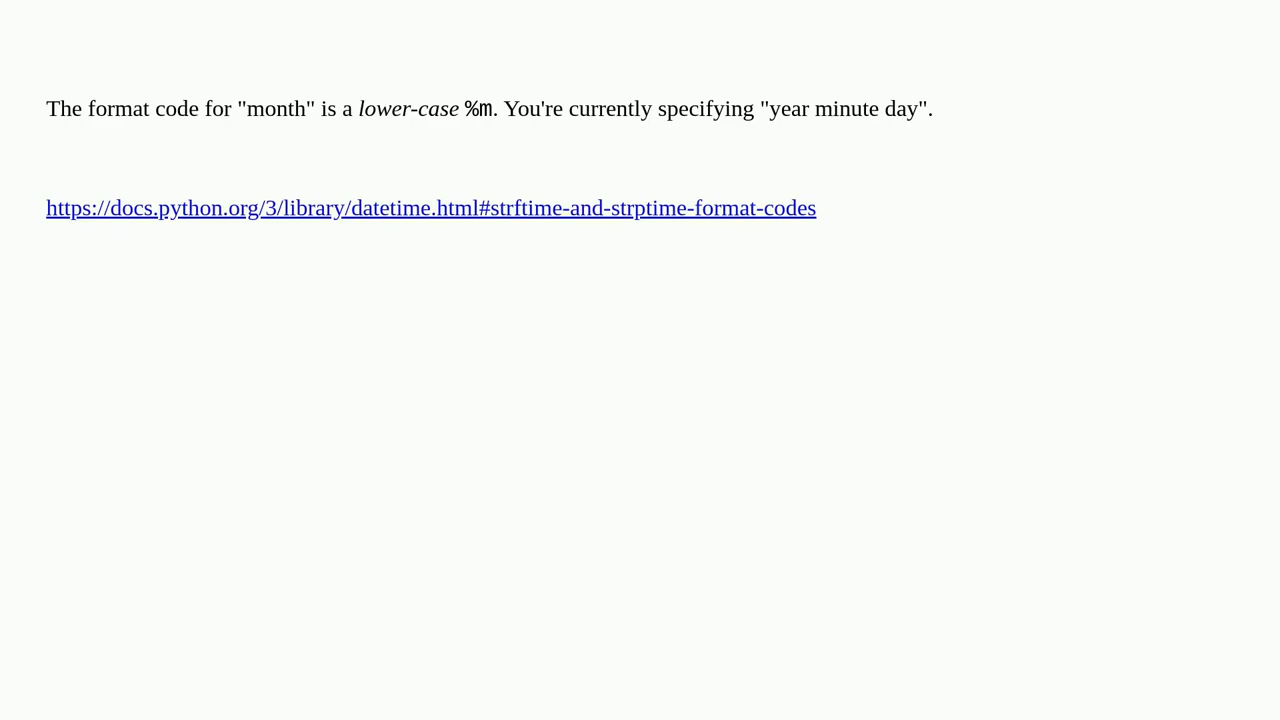 The format code for "month" is a lower-case %m. You're currently specifying "year minute day".
https://docs.python.org/3/library/datetime.html#strftime-and-strptime-format-codes